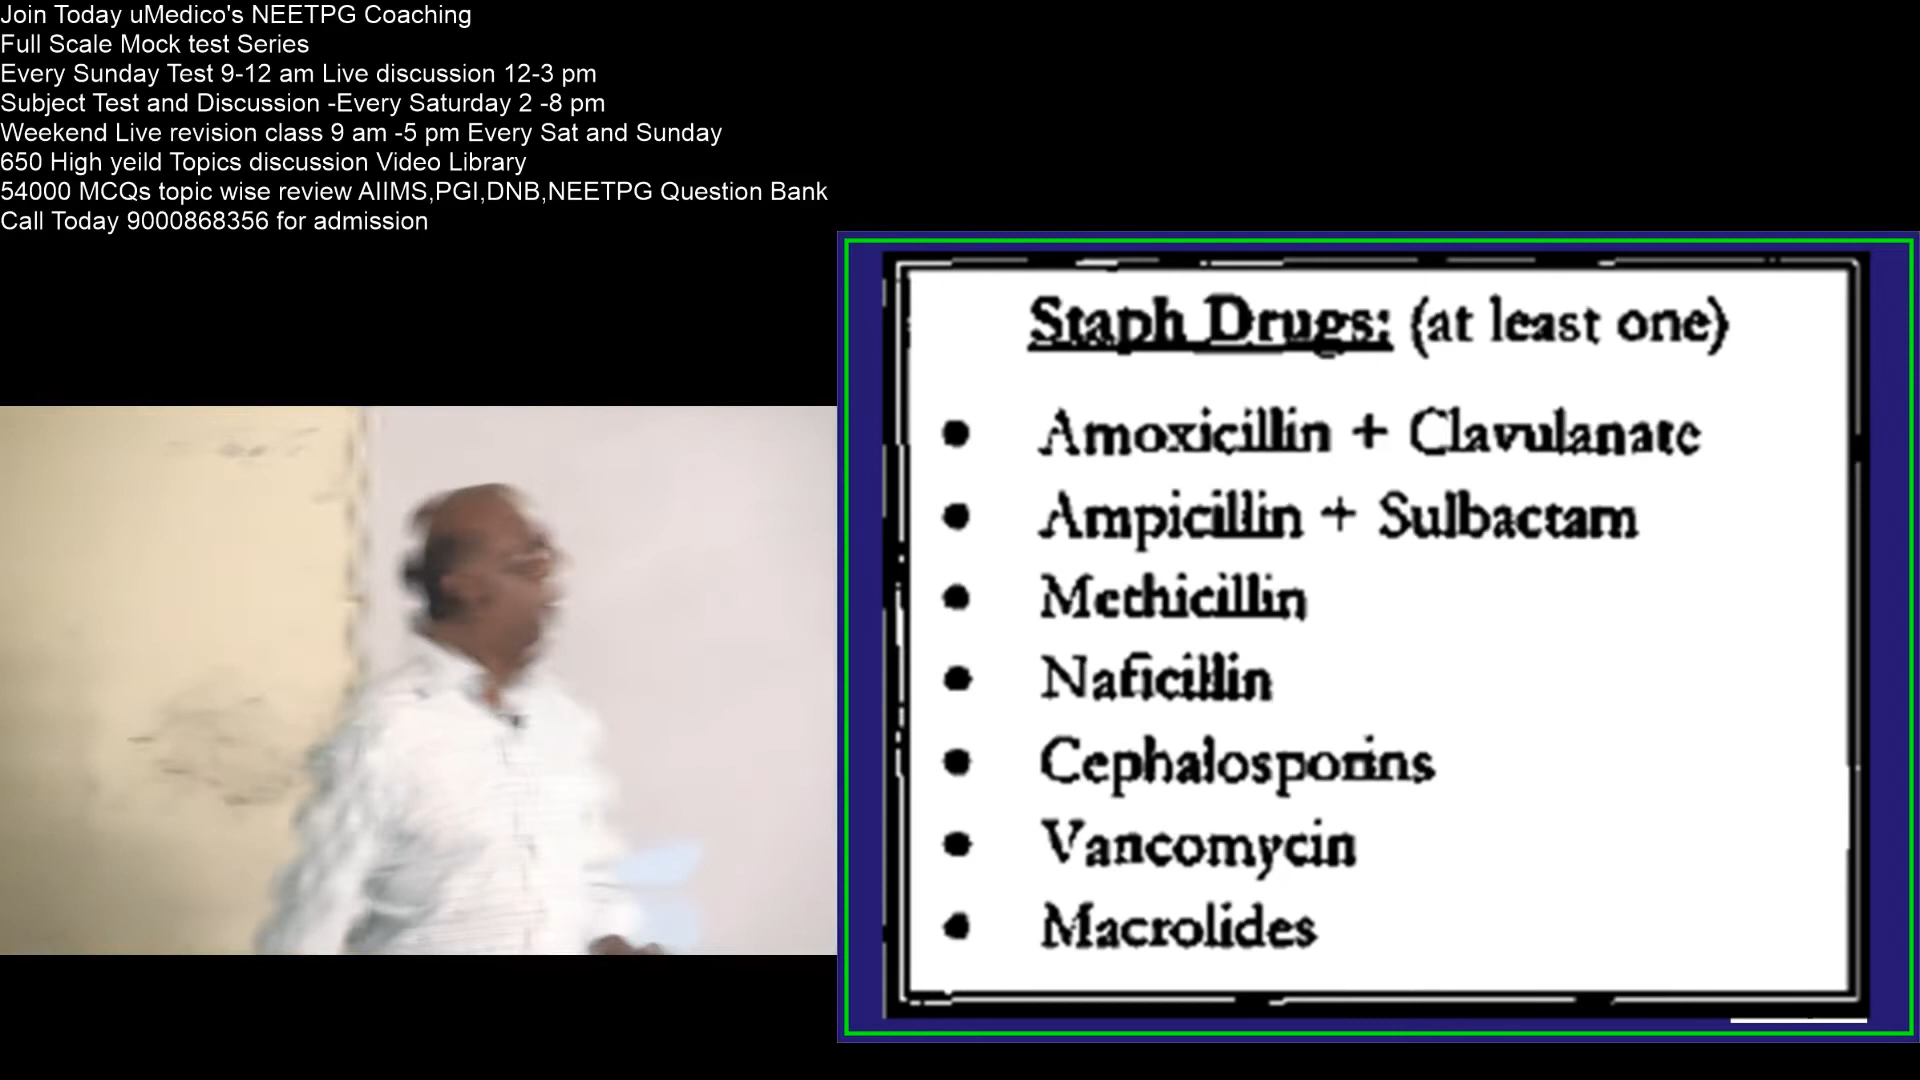 Join Today uMedico's NEETPG Coaching
Full Scale Mock test Series
Every Sunday Test 9-12 am Live discussion 12-3 pm
Subject Test and Discussion -Every Saturday 2 -8 pm
Weekend Live revision class 9 am -5 pm Every Sat and Sunday
650 High yeild Topics discussion Video Library
54000 MCQs topic wise review AIIMS,PGI,DNB,NEETPG Question Bank
Call Today 9000868356 for admission
Staph Drugs: (at least one)
• Amoxicillin + Clavulanate
• Ampicillin + Sulbactam
• Methicillin
• Naficillin
• Cephalosporins
• Vancomycin
• Macrolides